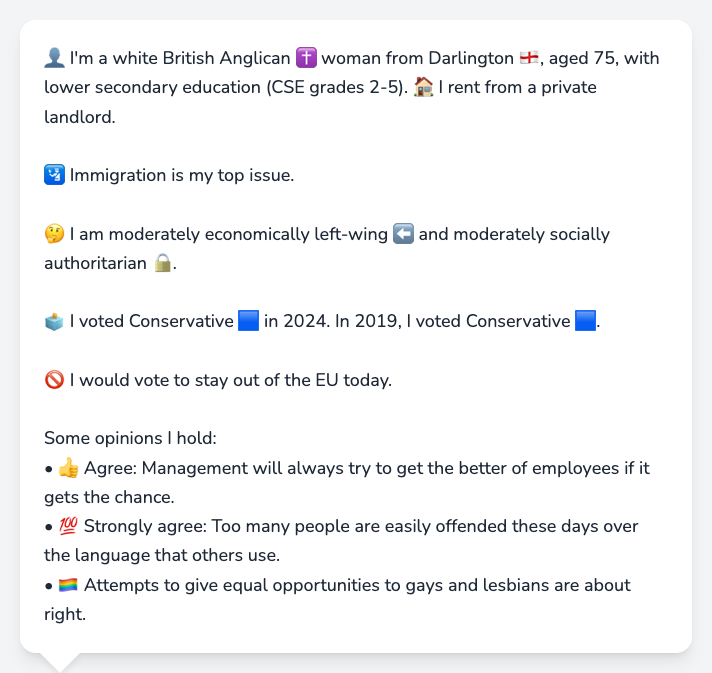 👤 I'm a white British Anglican ✝️ woman from Darlington 🏴󠁧󠁢󠁥󠁮󠁧󠁿, aged 75, with
lower secondary education (CSE grades 2-5). 🏠 I rent from a private
landlord.
🛂 Immigration is my top issue.
🤔 I am moderately economically left-wing ⬅️ and moderately socially
authoritarian 🔒.
🗳️ I voted Conservative 🟦 in 2024. In 2019, I voted Conservative 🟦.
🚫 I would vote to stay out of the EU today.
Some opinions I hold:
• 👍 Agree: Management will always try to get the better of employees if it
gets the chance.
• 💯 Strongly agree: Too many people are easily offended these days over
the language that others use.
• 🏳️‍🌈 Attempts to give equal opportunities to gays and lesbians are about
right.